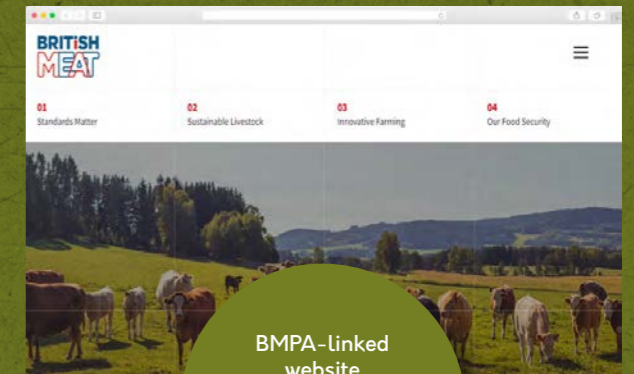 BRITiSH
MEAT
01
Standards Matter
02
Sustainable Livestock
03
Innovative Farming
04
Our Food Security
BMPA-linked
website